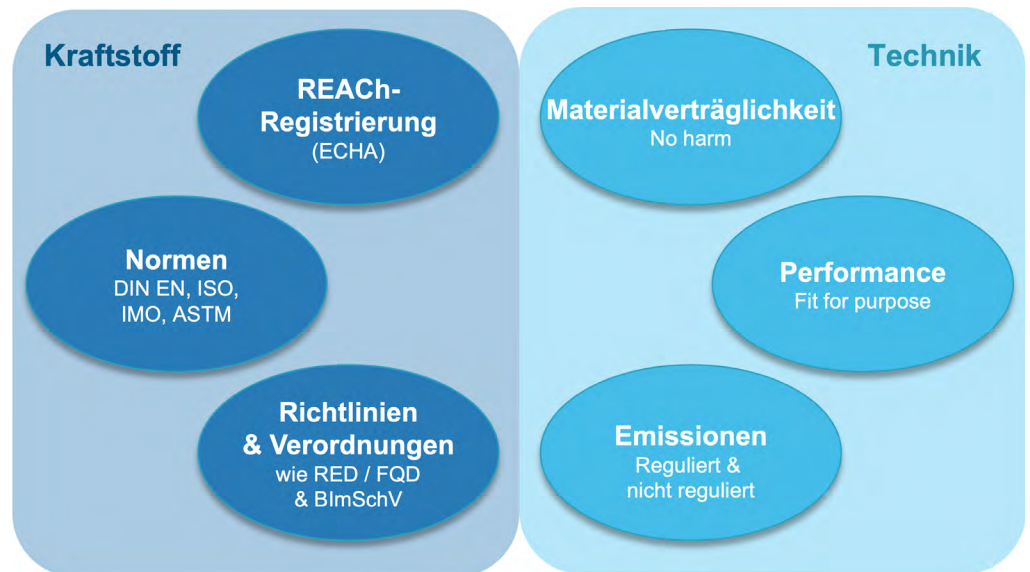 Kraftstoff
REACh-
Registrierung
(ECHA)
Normen
DIN EN, ISO,
IMO, ASTM
Richtlinien
& Verordnungen
wie RED / FQD
& BImSchV
Technik
Materialverträglichkeit
No harm
Performance
Fit for purpose
Emissionen
Reguliert &
nicht reguliert